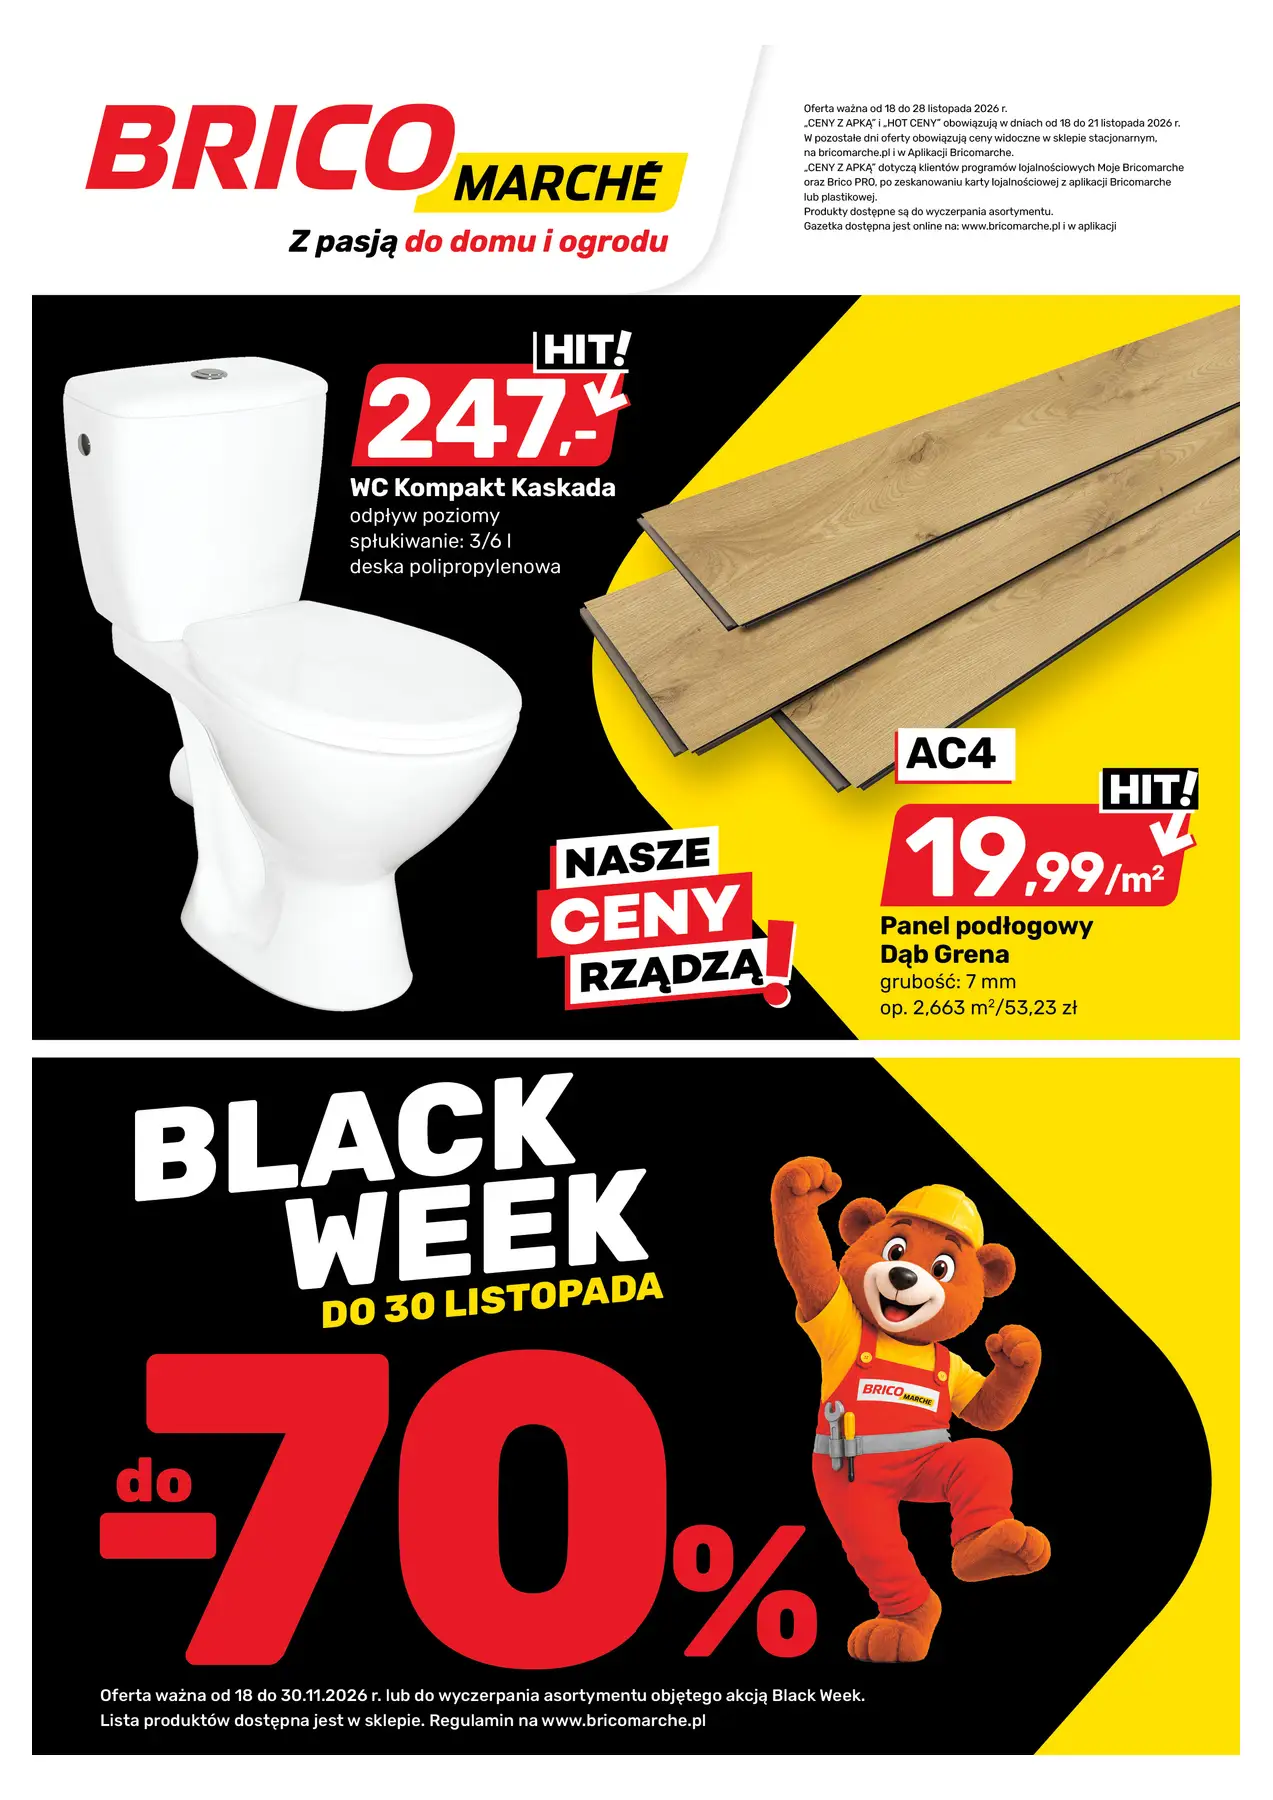 BRICO
MARCHÉ
Z pasją do domu i ogrodu
Oferta ważna od 18 do 28 listopada 2026 r.
„CENY Z APKĄ” i „HOT CENY” obowiązują w dniach od 18 do 21 listopada 2026 r.
W pozostałe dni oferty obowiązują ceny widoczne w sklepie stacjonarnym,
na bricomarche.pl i w Aplikacji Bricomarche.
„CENY Z APKĄ” dotyczą klientów programów lojalnościowych Moje Bricomarche
oraz Brico PRO, po zeskanowaniu karty lojalnościowej z aplikacji Bricomarche
lub plastikowej.
Produkty dostępne są do wyczerpania asortymentu.
Gazetka dostępna jest online na: www.bricomarche.pl i w aplikacji
HIT!
247,-
WC Kompakt Kaskada
odpływ poziomy
spłukiwanie: 3/6 l
deska polipropylenowa
AC4
HIT!
19,99/m²
Panel podłogowy
Dąb Grena
grubość: 7 mm
op. 2,663 m²/53,23 zł
NASZE
CENY
RZĄDZĄ!
BLACK
WEEK
DO 30 LISTOPADA
do
-70%
BRICO MARCHÉ
Oferta ważna od 18 do 30.11.2026 r. lub do wyczerpania asortymentu objętego akcją Black Week.
Lista produktów dostępna jest w sklepie. Regulamin na www.bricomarche.pl